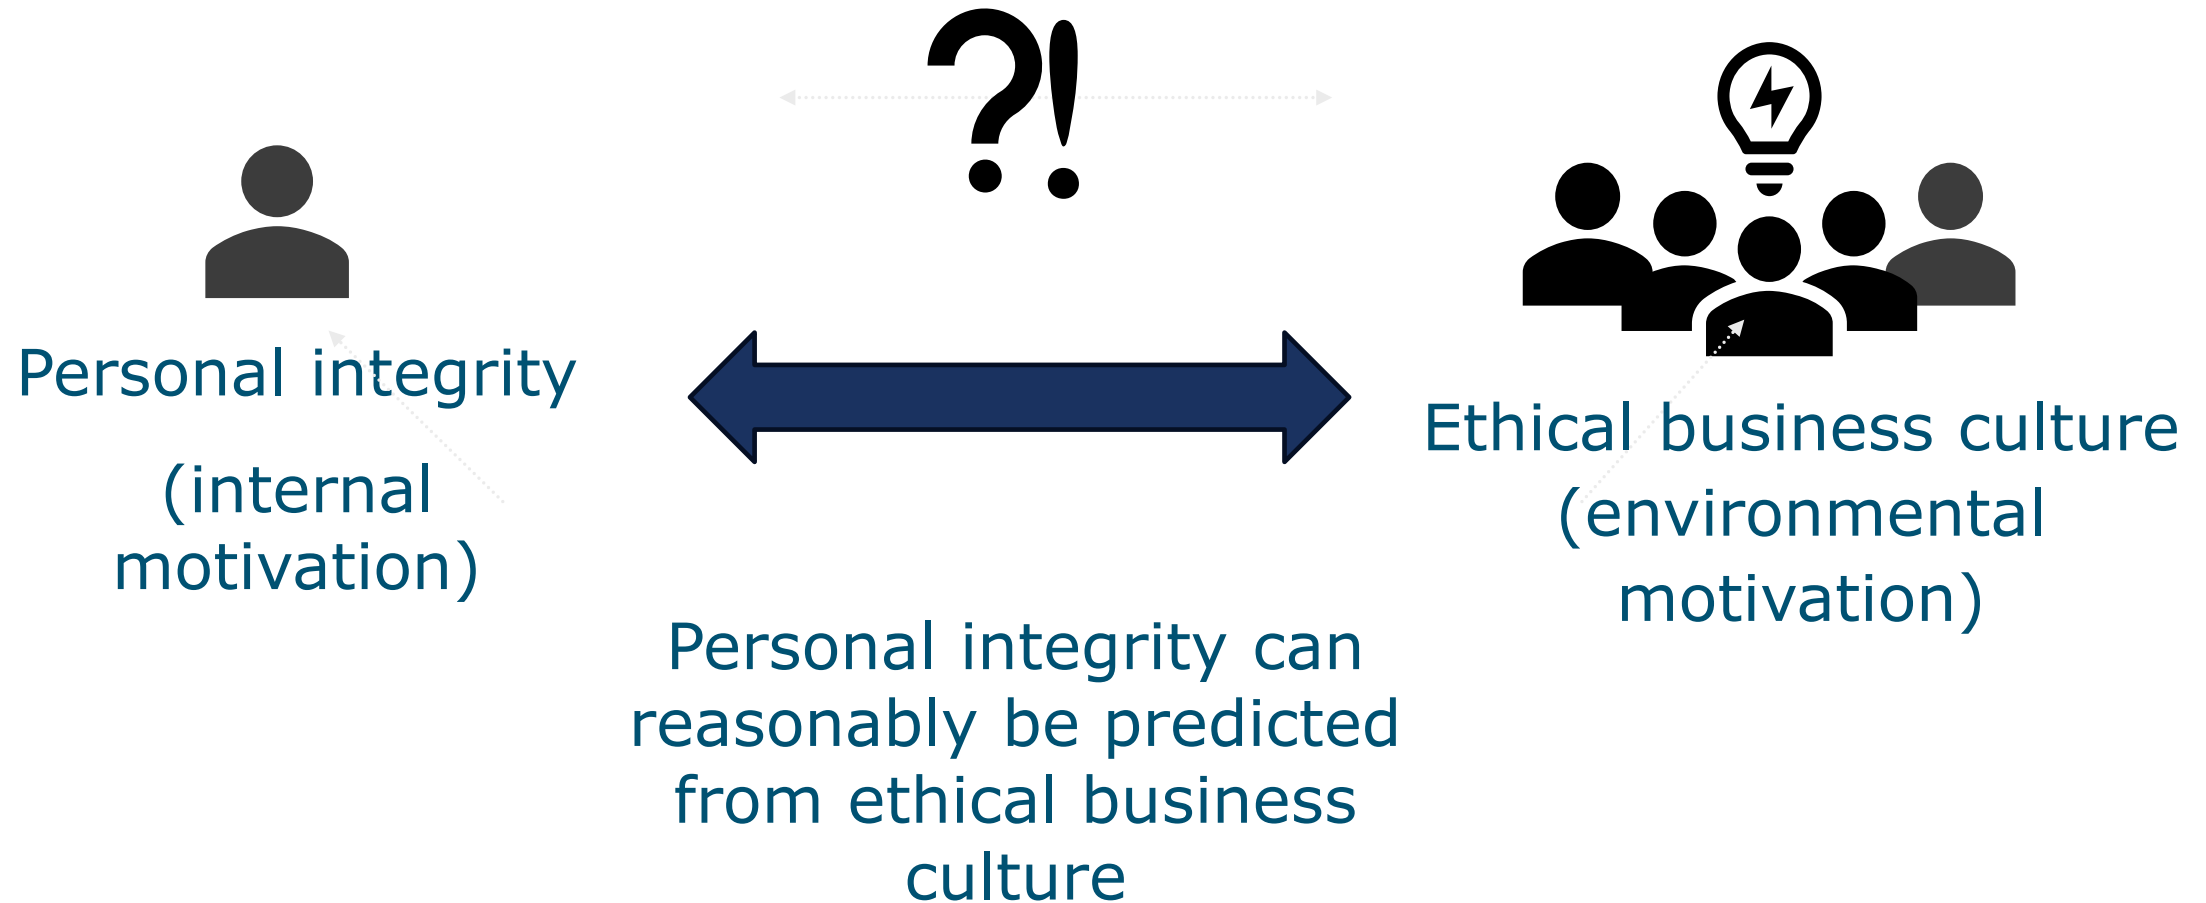 ?!
Personal integrity
(internal
motivation)
Ethical business culture
(environmental
motivation)
Personal integrity can
reasonably be predicted
from ethical business
culture